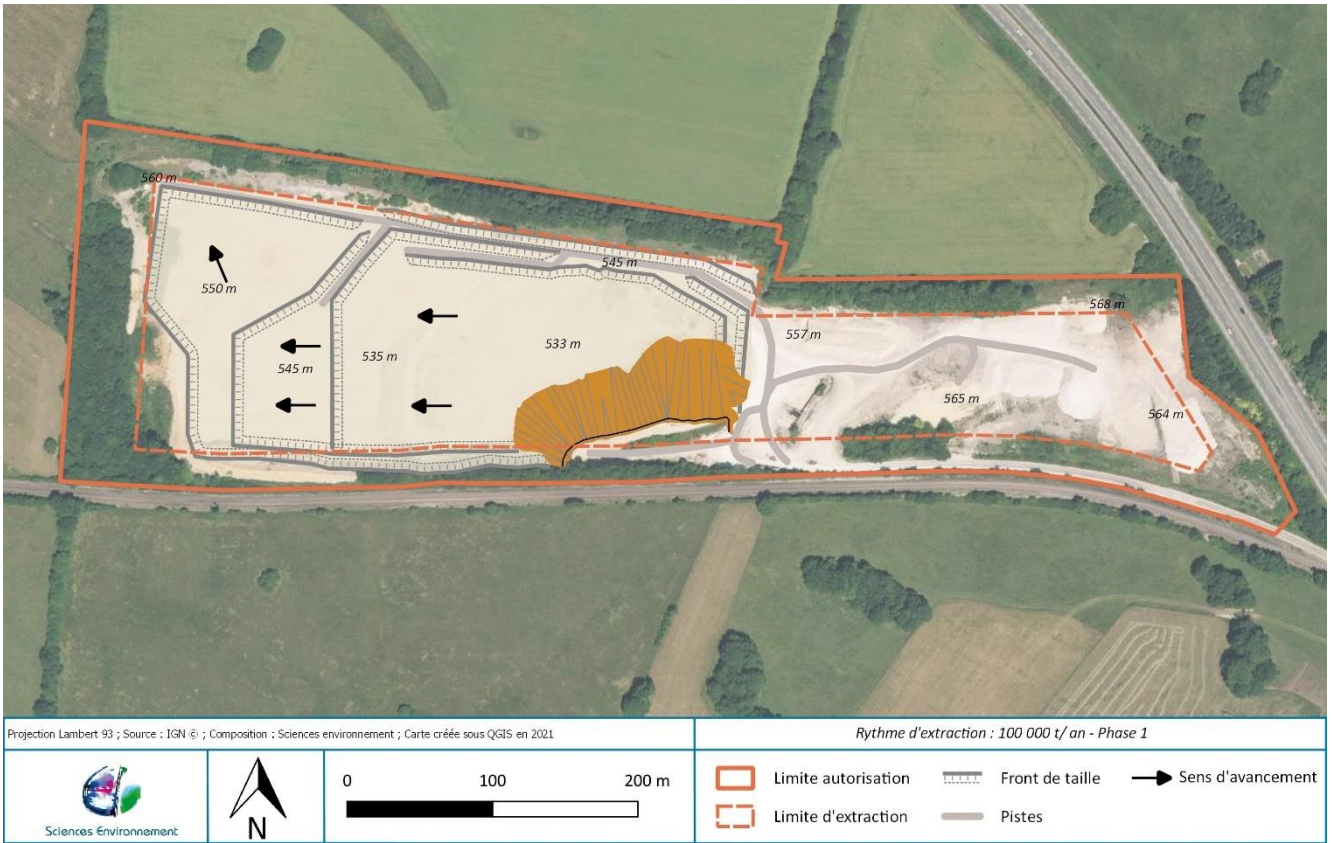 560 m
545 m
550 m
568 m
557 m
535 m
533 m
545 m
565 m
564 m
Projection Lambert 93 ; Source : IGN © ; Composition : Sciences environnement ; Carte créée sous QGIS en 2021
Rythme d'extraction : 100 000 t/ an - Phase 1
Sciences Environnement
N
0 100 200 m
Limite autorisation
Front de taille
Sens d'avancement
Limite d'extraction
Pistes